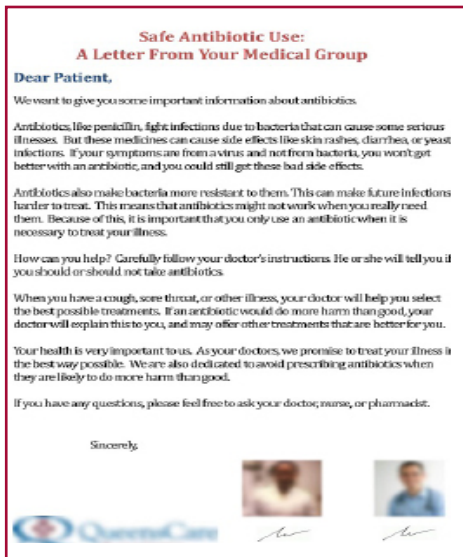 Safe Antibiotic Use:
A Letter From Your Medical Group
Dear Patient,
We want to give you some important information about antibiotics.
Antibiotics, like penicillin, fight infections due to bacteria that can cause some serious
illnesses. But these medicines can cause side effects like skin rashes, diarrhea, or yeast
infections. If your symptoms are from a virus and not from bacteria, you won't get
better with an antibiotic, and you could still get these bad side effects.
Antibiotics also make bacteria more resistant to them. This can make future infections
harder to treat. This means that antibiotics might not work when you really need
them. Because of this, it is important that you only use an antibiotic when it is
necessary to treat your illness.
How can you help? Carefully follow your doctor's instructions. He or she will tell you if
you should or should not take antibiotics.
When you have a cough, sore throat, or other illness, your doctor will help you select
the best possible treatments. If an antibiotic would do more harm than good, your
doctor will explain this to you, and may offer other treatments that are better for you.
Your health is very important to us. As your doctors, we promise to treat your illness in
the best way possible. We are also dedicated to avoid prescribing antibiotics when
they are likely to do more harm than good.
If you have any questions, please feel free to ask your doctor, nurse, or pharmacist.
Sincerely,
QueensCare